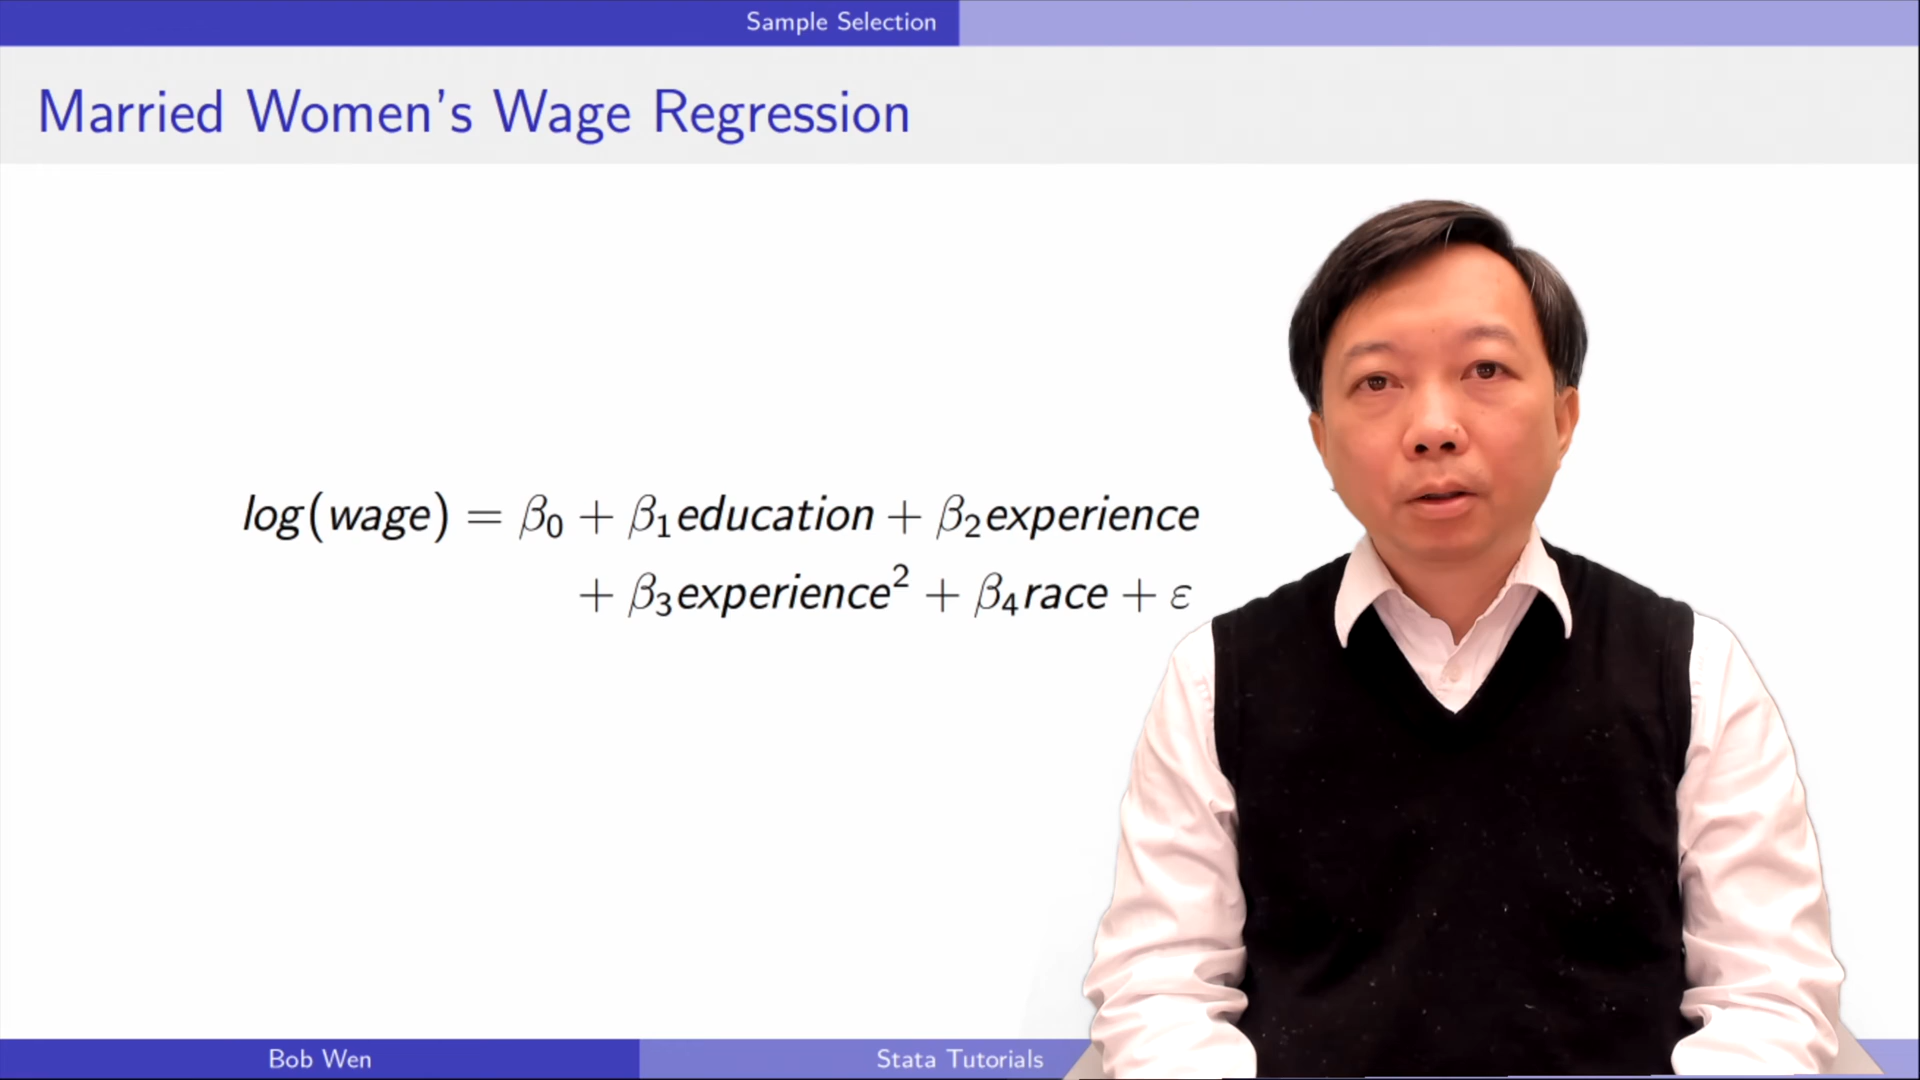 Sample Selection
Married Women's Wage Regression
log(wage) = β₀ + β₁education + β₂experience
+ β₃experience² + β₄race + ε
Bob Wen
Stata Tutorials